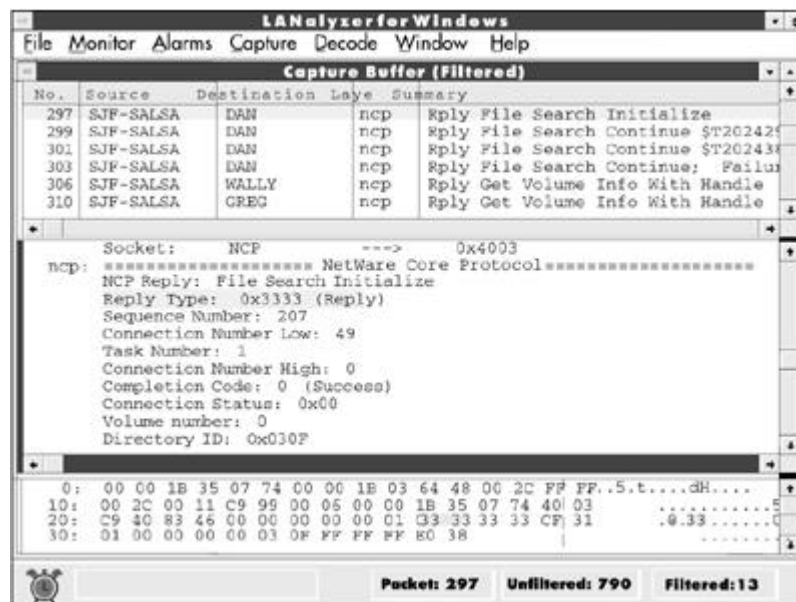 LANalyzer for Windows
File Monitor Alarms Capture Decode Window Help
Capture Buffer (Filtered)
No. Source Destination Laye Summary
297 SJF-SALSA DAN ncp Rply File Search Initialize
299 SJF-SALSA DAN ncp Rply File Search Continue $T202429
301 SJF-SALSA DAN ncp Rply File Search Continue $T202438
303 SJF-SALSA DAN ncp Rply File Search Continue; Failur
306 SJF-SALSA WALLY ncp Rply Get Volume Info With Handle
310 SJF-SALSA GREG ncp Rply Get Volume Info With Handle
Socket: NCP ---> 0x4003
ncp: ==================== NetWare Core Protocol ====================
NCP Reply: File Search Initialize
Reply Type: 0x3333 (Reply)
Sequence Number: 207
Connection Number Low: 49
Task Number: 1
Connection Number High: 0
Completion Code: 0 (Success)
Connection Status: 0x00
Volume number: 0
Directory ID: 0x030F
0: 00 00 1B 35 07 74 00 00 1B 03 64 48 00 2C FF FF ...5.t....dH....
10: 00 2C 00 11 C9 99 00 06 00 00 1B 35 07 74 40 03 ...........5
20: C9 40 83 46 00 00 00 00 00 01 33 33 33 33 CF 31 .@.33......
30: 01 00 00 00 00 03 0F FF FF FF E0 38 ........
Packet: 297 Unfiltered: 790 Filtered: 13